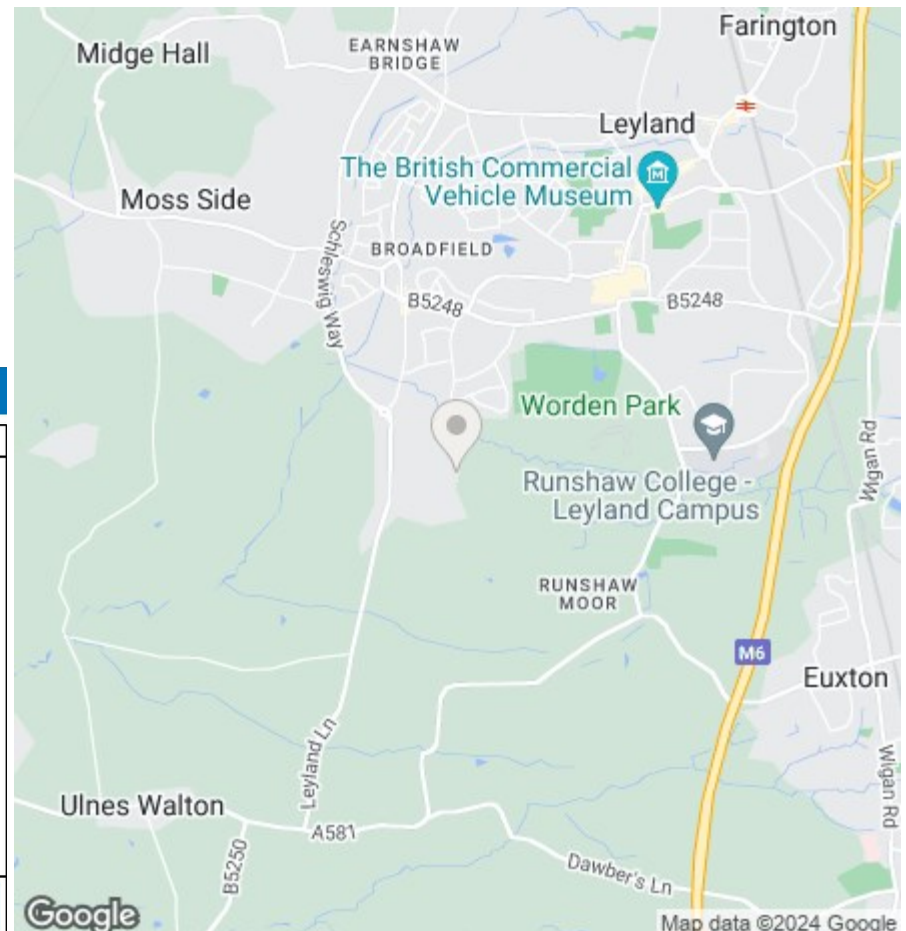 Farington
Midge Hall
EARNSHAW
BRIDGE
Leyland
The British Commercial
Vehicle Museum
Moss Side
Schleswig Way
BROADFIELD
B5248
B5248
Worden Park
Wigan Rd
Runshaw College -
Leyland Campus
RUNSHAW
MOOR
M6
Euxton
Leyland Ln
Wigan Rd
Ulnes Walton
A581
B5250
Dawber's Ln
Google
Map data ©2024 Google